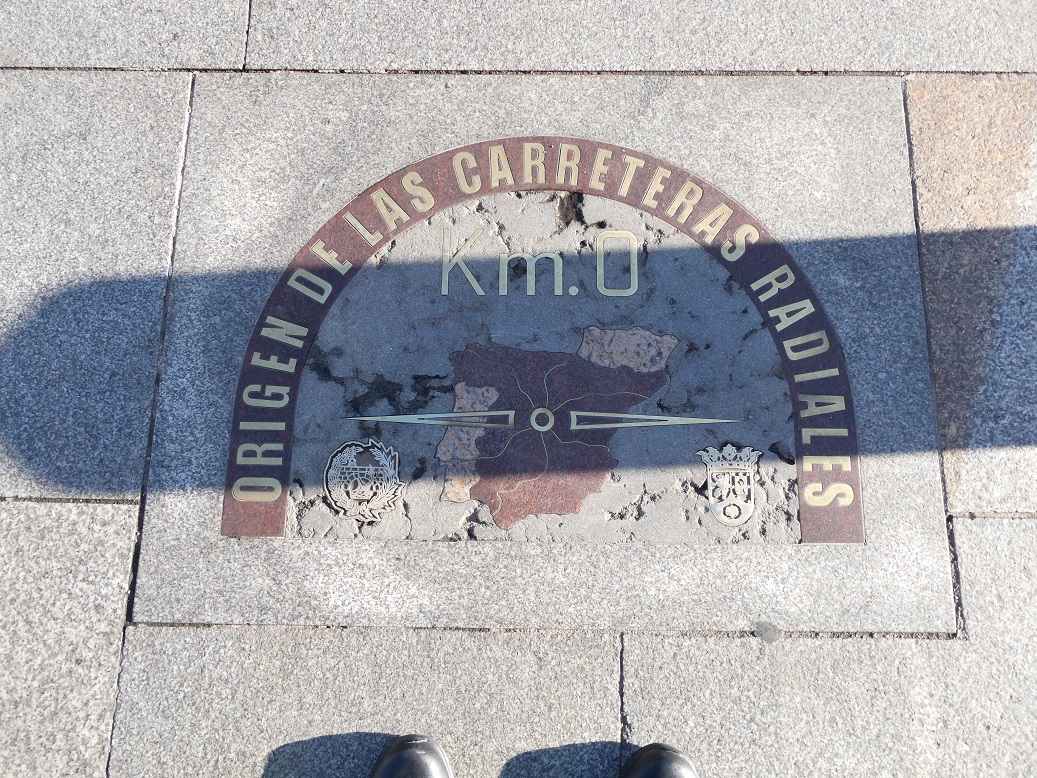 ORIGEN DE LAS CARRETERAS RADIALES
Km. 0